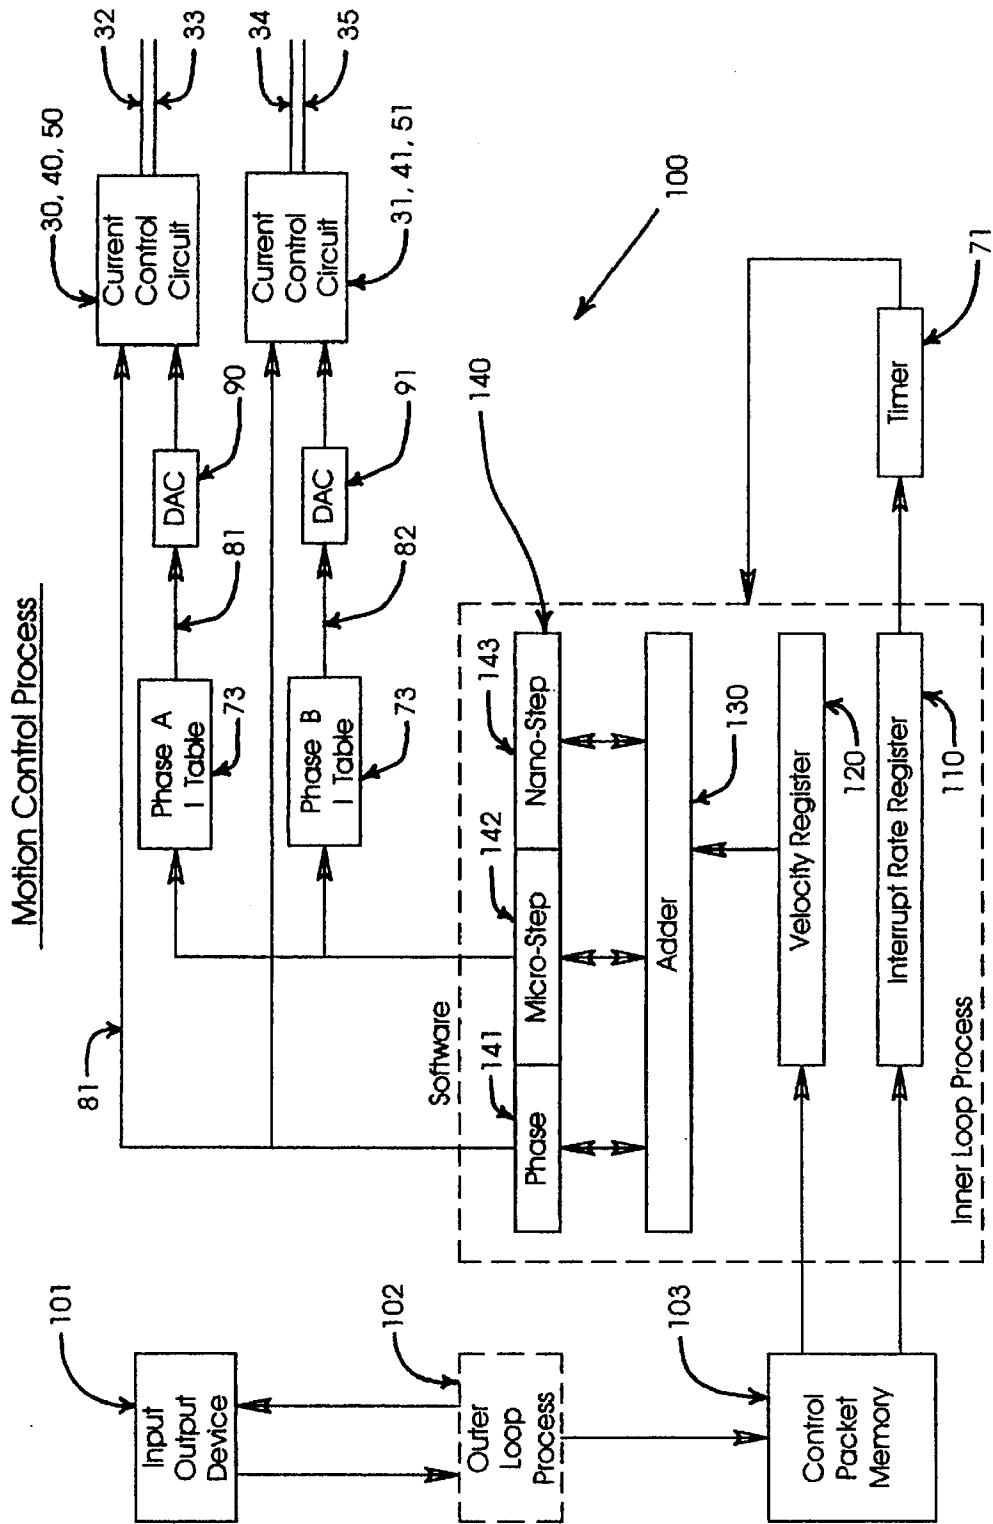 Motion Control Process
101
Input
Output
Device
102
Outer
Loop
Process
103
Control
Packet
Memory
81
Software
Phase A
I Table
73
81
DAC
90
30, 40, 50
Current
Control
Circuit
32
33
Phase B
I Table
73
82
DAC
91
Current
Control
Circuit
31, 41, 51
34
35
141
142
143
140
Phase
Micro-Step
Nano-Step
Adder
130
Velocity Register
120
Interrupt Rate Register
110
Inner Loop Process
Timer
71
100